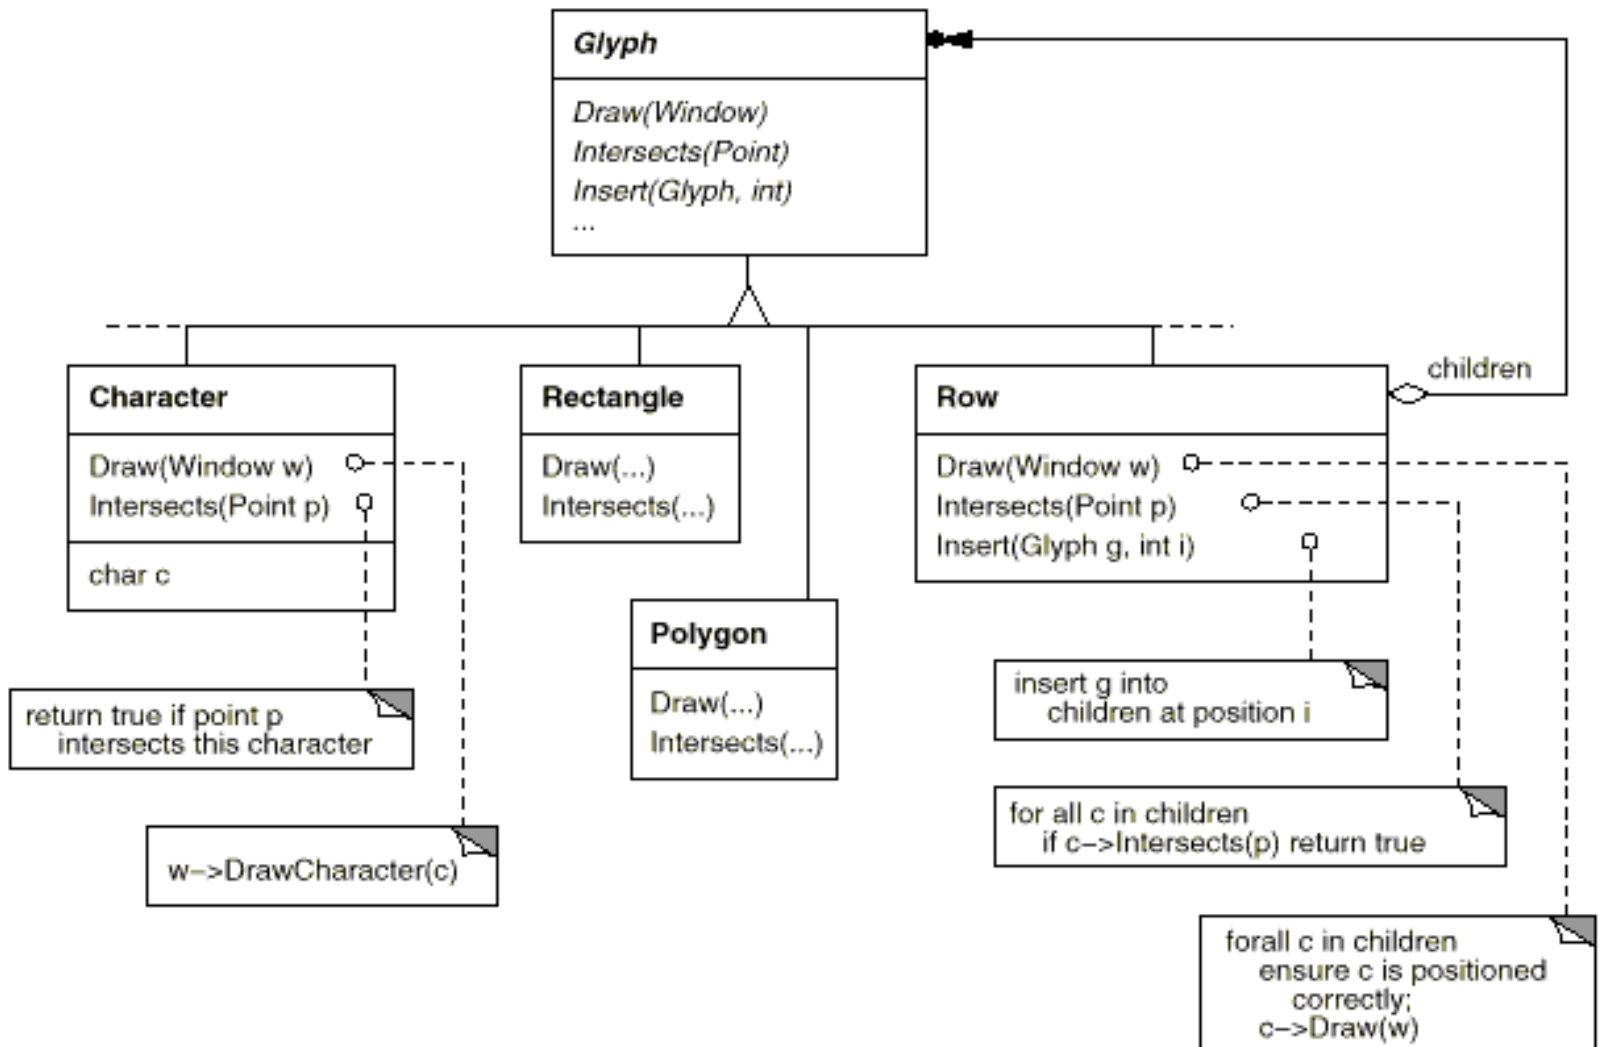 Glyph
Draw(Window)
Intersects(Point)
Insert(Glyph, int)
...
children
Character
Draw(Window w)
Intersects(Point p)
char c
Rectangle
Draw(...)
Intersects(...)
Row
Draw(Window w)
Intersects(Point p)
Insert(Glyph g, int i)
Polygon
Draw(...)
Intersects(...)
return true if point p
intersects this character
w->DrawCharacter(c)
insert g into
children at position i
for all c in children
if c->Intersects(p) return true
forall c in children
ensure c is positioned
correctly;
c->Draw(w)